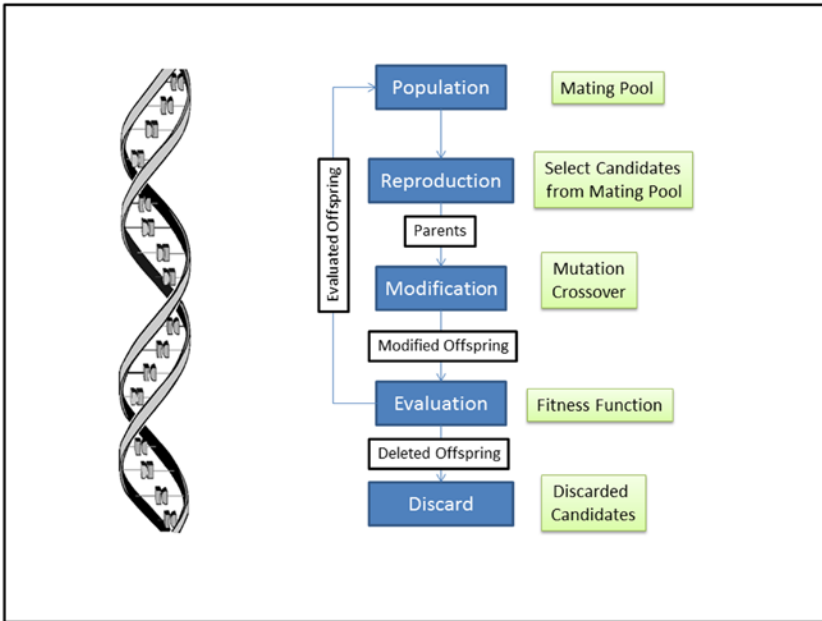 Population
Mating Pool
Reproduction
Select Candidates
from Mating Pool
Evaluated Offspring
Parents
Modification
Mutation
Crossover
Modified Offspring
Evaluation
Fitness Function
Deleted Offspring
Discard
Discarded
Candidates